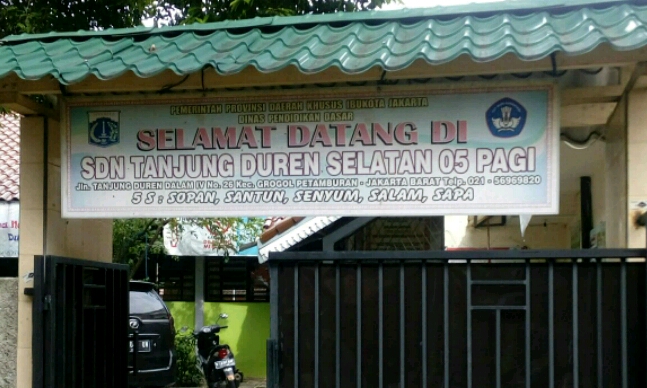 PEMERINTAH PROVINSI DAERAH KHUSUS IBUKOTA JAKARTA
DINAS PENDIDIKAN DASAR
SELAMAT DATANG DI
SDN TANJUNG DUREN SELATAN 05 PAGI
Jln. TANJUNG DUREN DALAM IV No. 26 Kec. GROGOL PETAMBURAN - JAKARTA BARAT Telp. 021 - 56969820
5 S : SOPAN, SANTUN, SENYUM, SALAM, SAPA